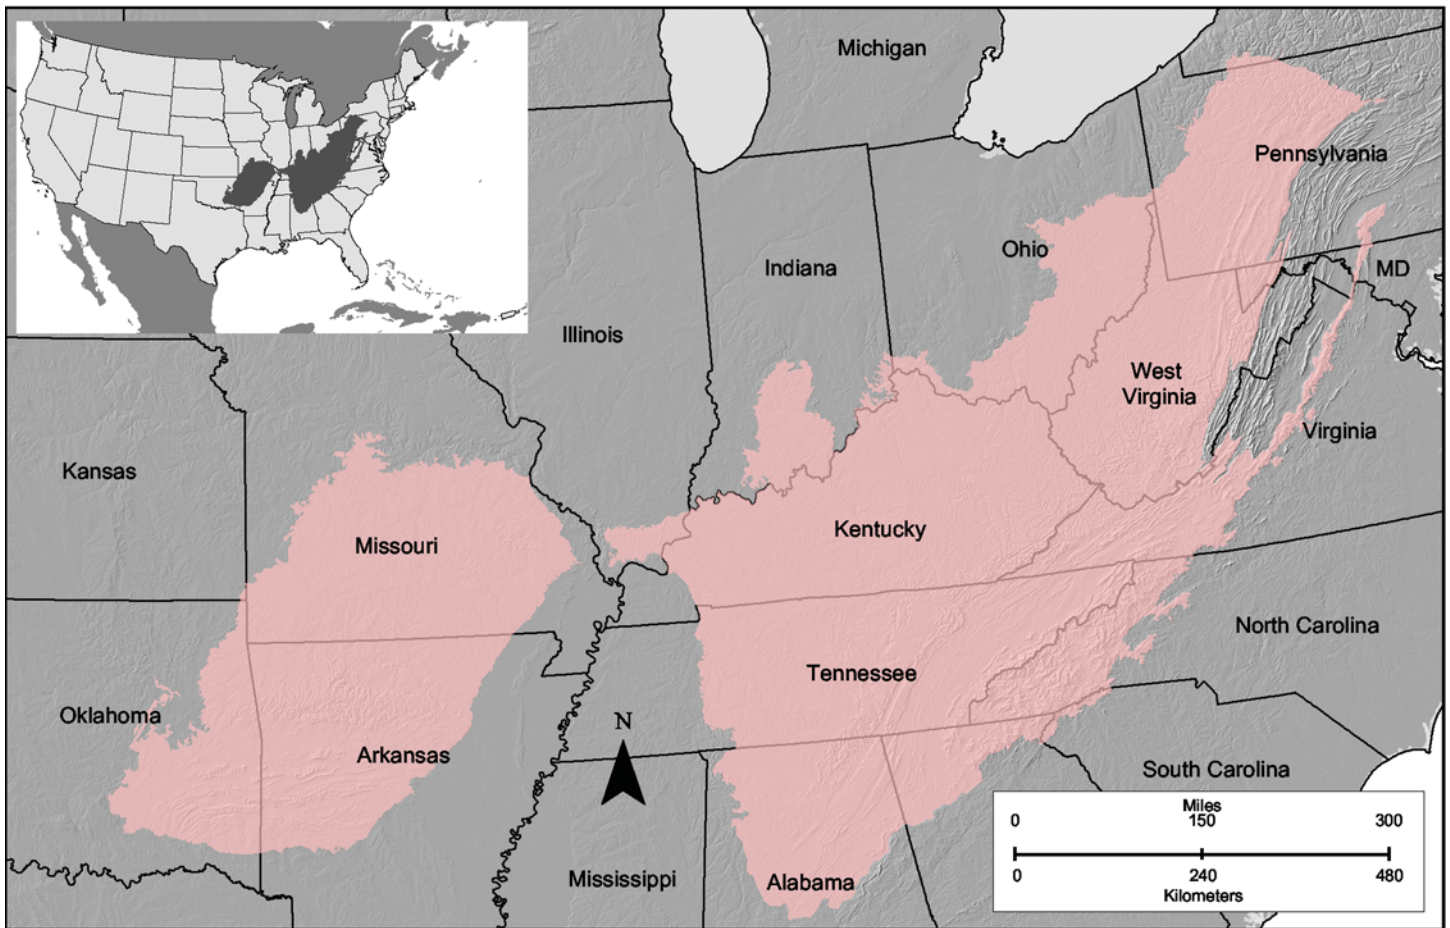 Michigan
Pennsylvania
Ohio
MD
Indiana
Illinois
West
Virginia
Virginia
Kansas
Missouri
Kentucky
North Carolina
Tennessee
Oklahoma
N
Arkansas
South Carolina
Mississippi
Alabama
Miles
0 150 300
0 240 480
Kilometers